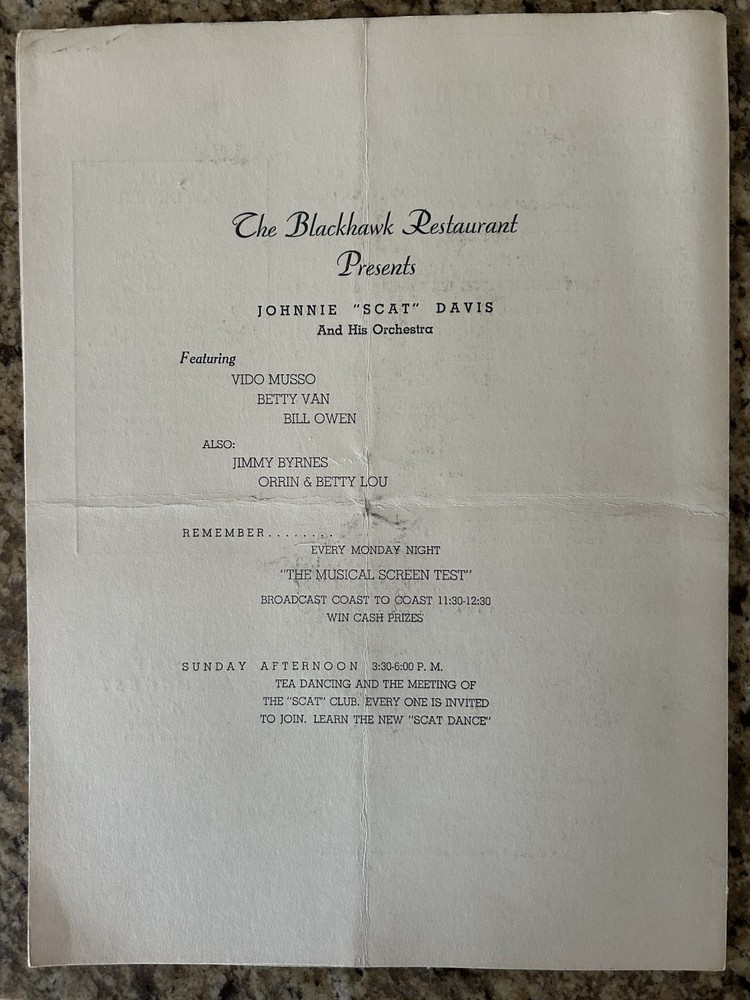 The Blackhawk Restaurant
Presents
JOHNNIE "SCAT" DAVIS
And His Orchestra
Featuring
VIDO MUSSO
BETTY VAN
BILL OWEN
ALSO:
JIMMY BYRNES
ORRIN & BETTY LOU
REMEMBER........
EVERY MONDAY NIGHT
"THE MUSICAL SCREEN TEST"
BROADCAST COAST TO COAST 11:30-12:30
WIN CASH PRIZES
SUNDAY AFTERNOON 3:30-6:00 P. M.
TEA DANCING AND THE MEETING OF
THE "SCAT" CLUB. EVERY ONE IS INVITED
TO JOIN. LEARN THE NEW "SCAT DANCE"